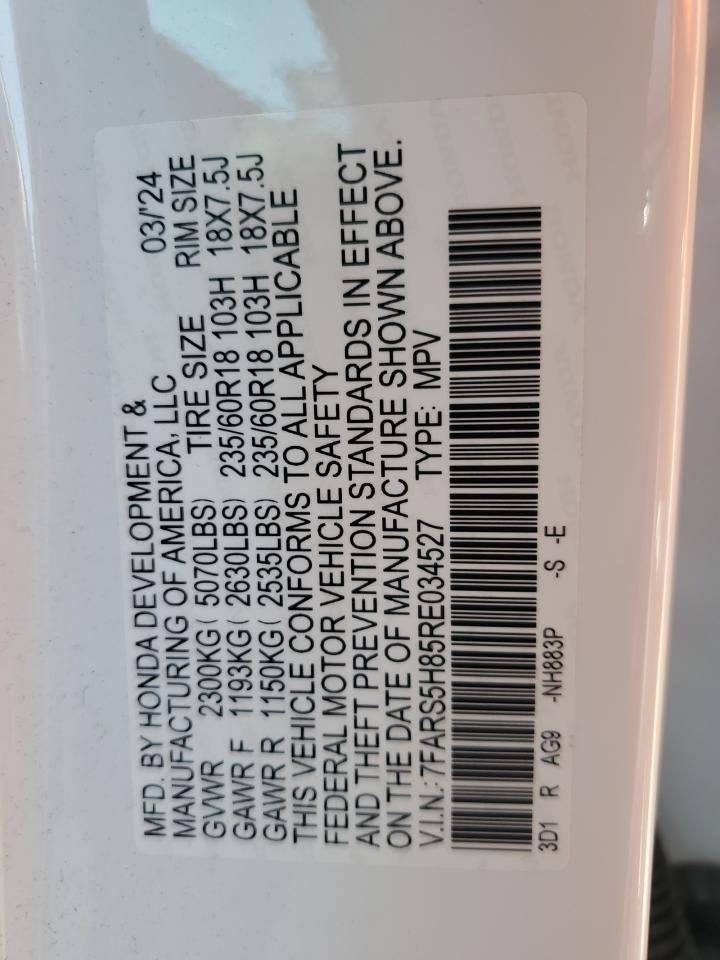 MFD. BY HONDA DEVELOPMENT &
MANUFACTURING OF AMERICA, LLC 03/'24
GVWR 2300KG( 5070LBS) TIRE SIZE RIM SIZE
GAWR F 1193KG( 2630LBS) 235/60R18 103H 18X7.5J
GAWR R 1150KG( 2535LBS) 235/60R18 103H 18X7.5J
THIS VEHICLE CONFORMS TO ALL APPLICABLE
FEDERAL MOTOR VEHICLE SAFETY
AND THEFT PREVENTION STANDARDS IN EFFECT
ON THE DATE OF MANUFACTURE SHOWN ABOVE.
V.I.N.: 7FARS5H85RE034527 TYPE: MPV
3D1 R AG9 -NH883P -S -E